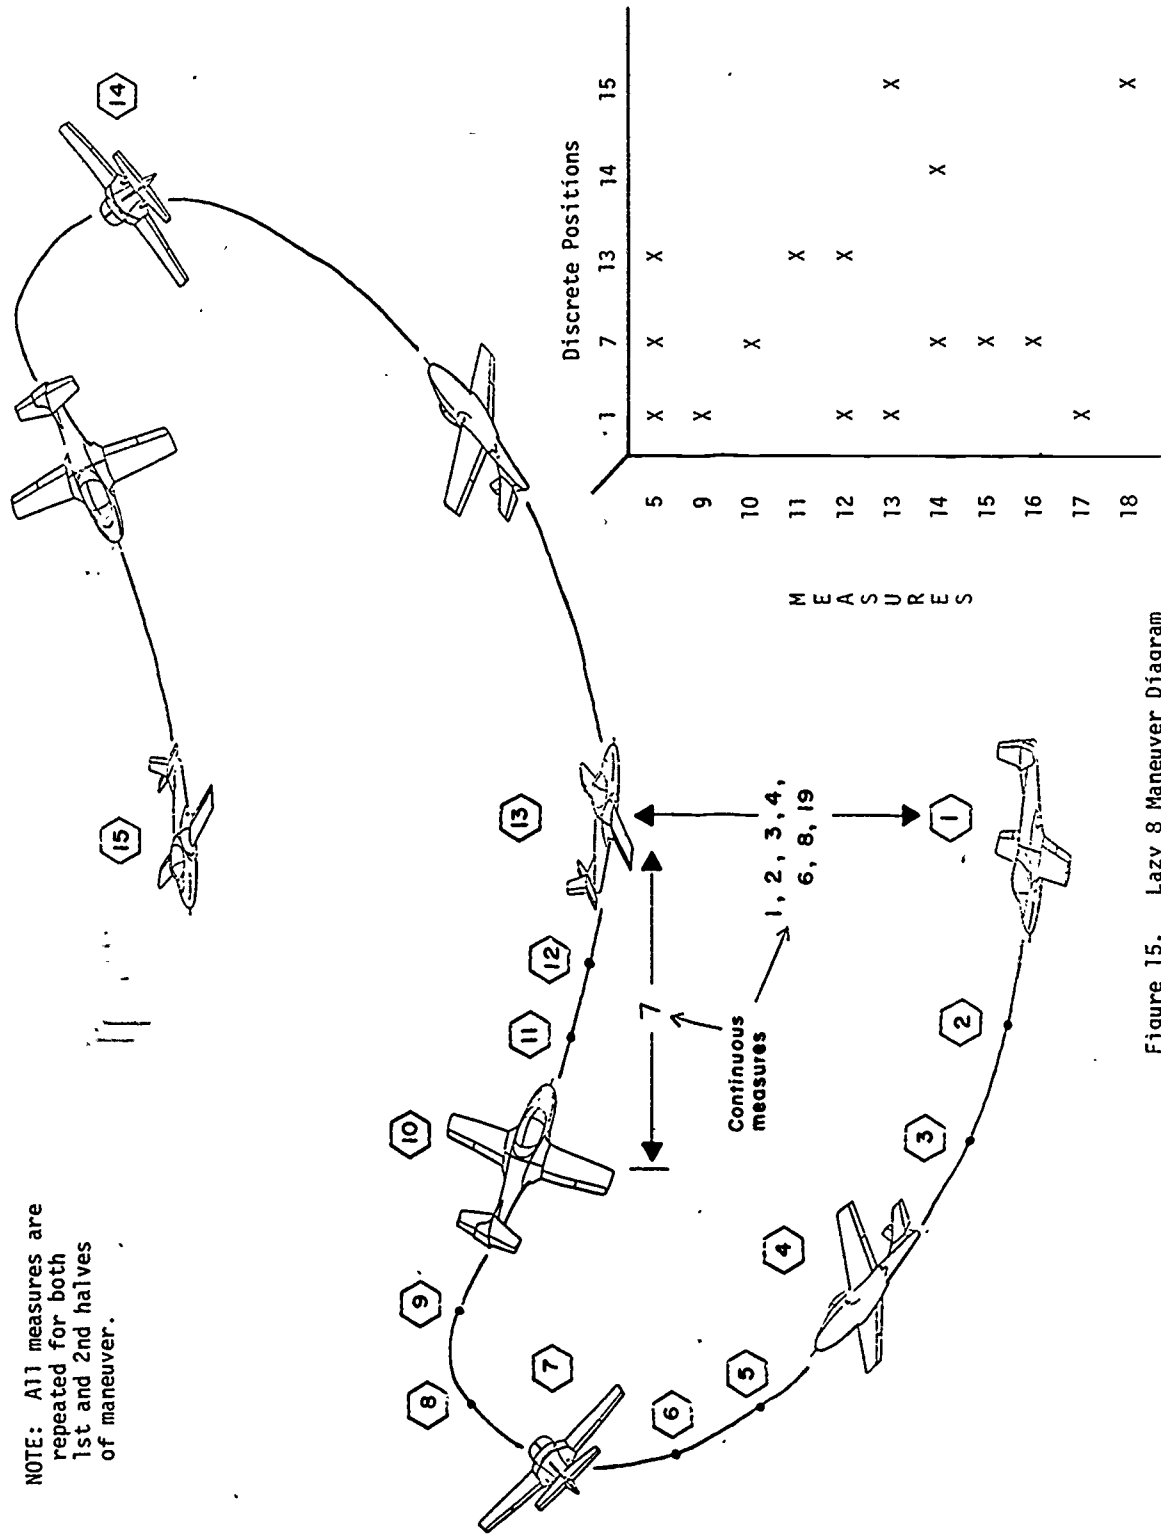 NOTE: All measures are
repeated for both
1st and 2nd halves
of maneuver.
15
14
13
12
11
10
9
8
7
6
5
4
3
2
1
7
Continuous
measures
1, 2, 3, 4,
6, 8, 19
Discrete Positions
1 7 13 14 15
MEASURES
5 X X X
9 X
10 X
11 X
12 X X
13 X X
14 X X
15 X
16 X
17 X
18 X
Figure 15. Lazy 8 Maneuver Diagram